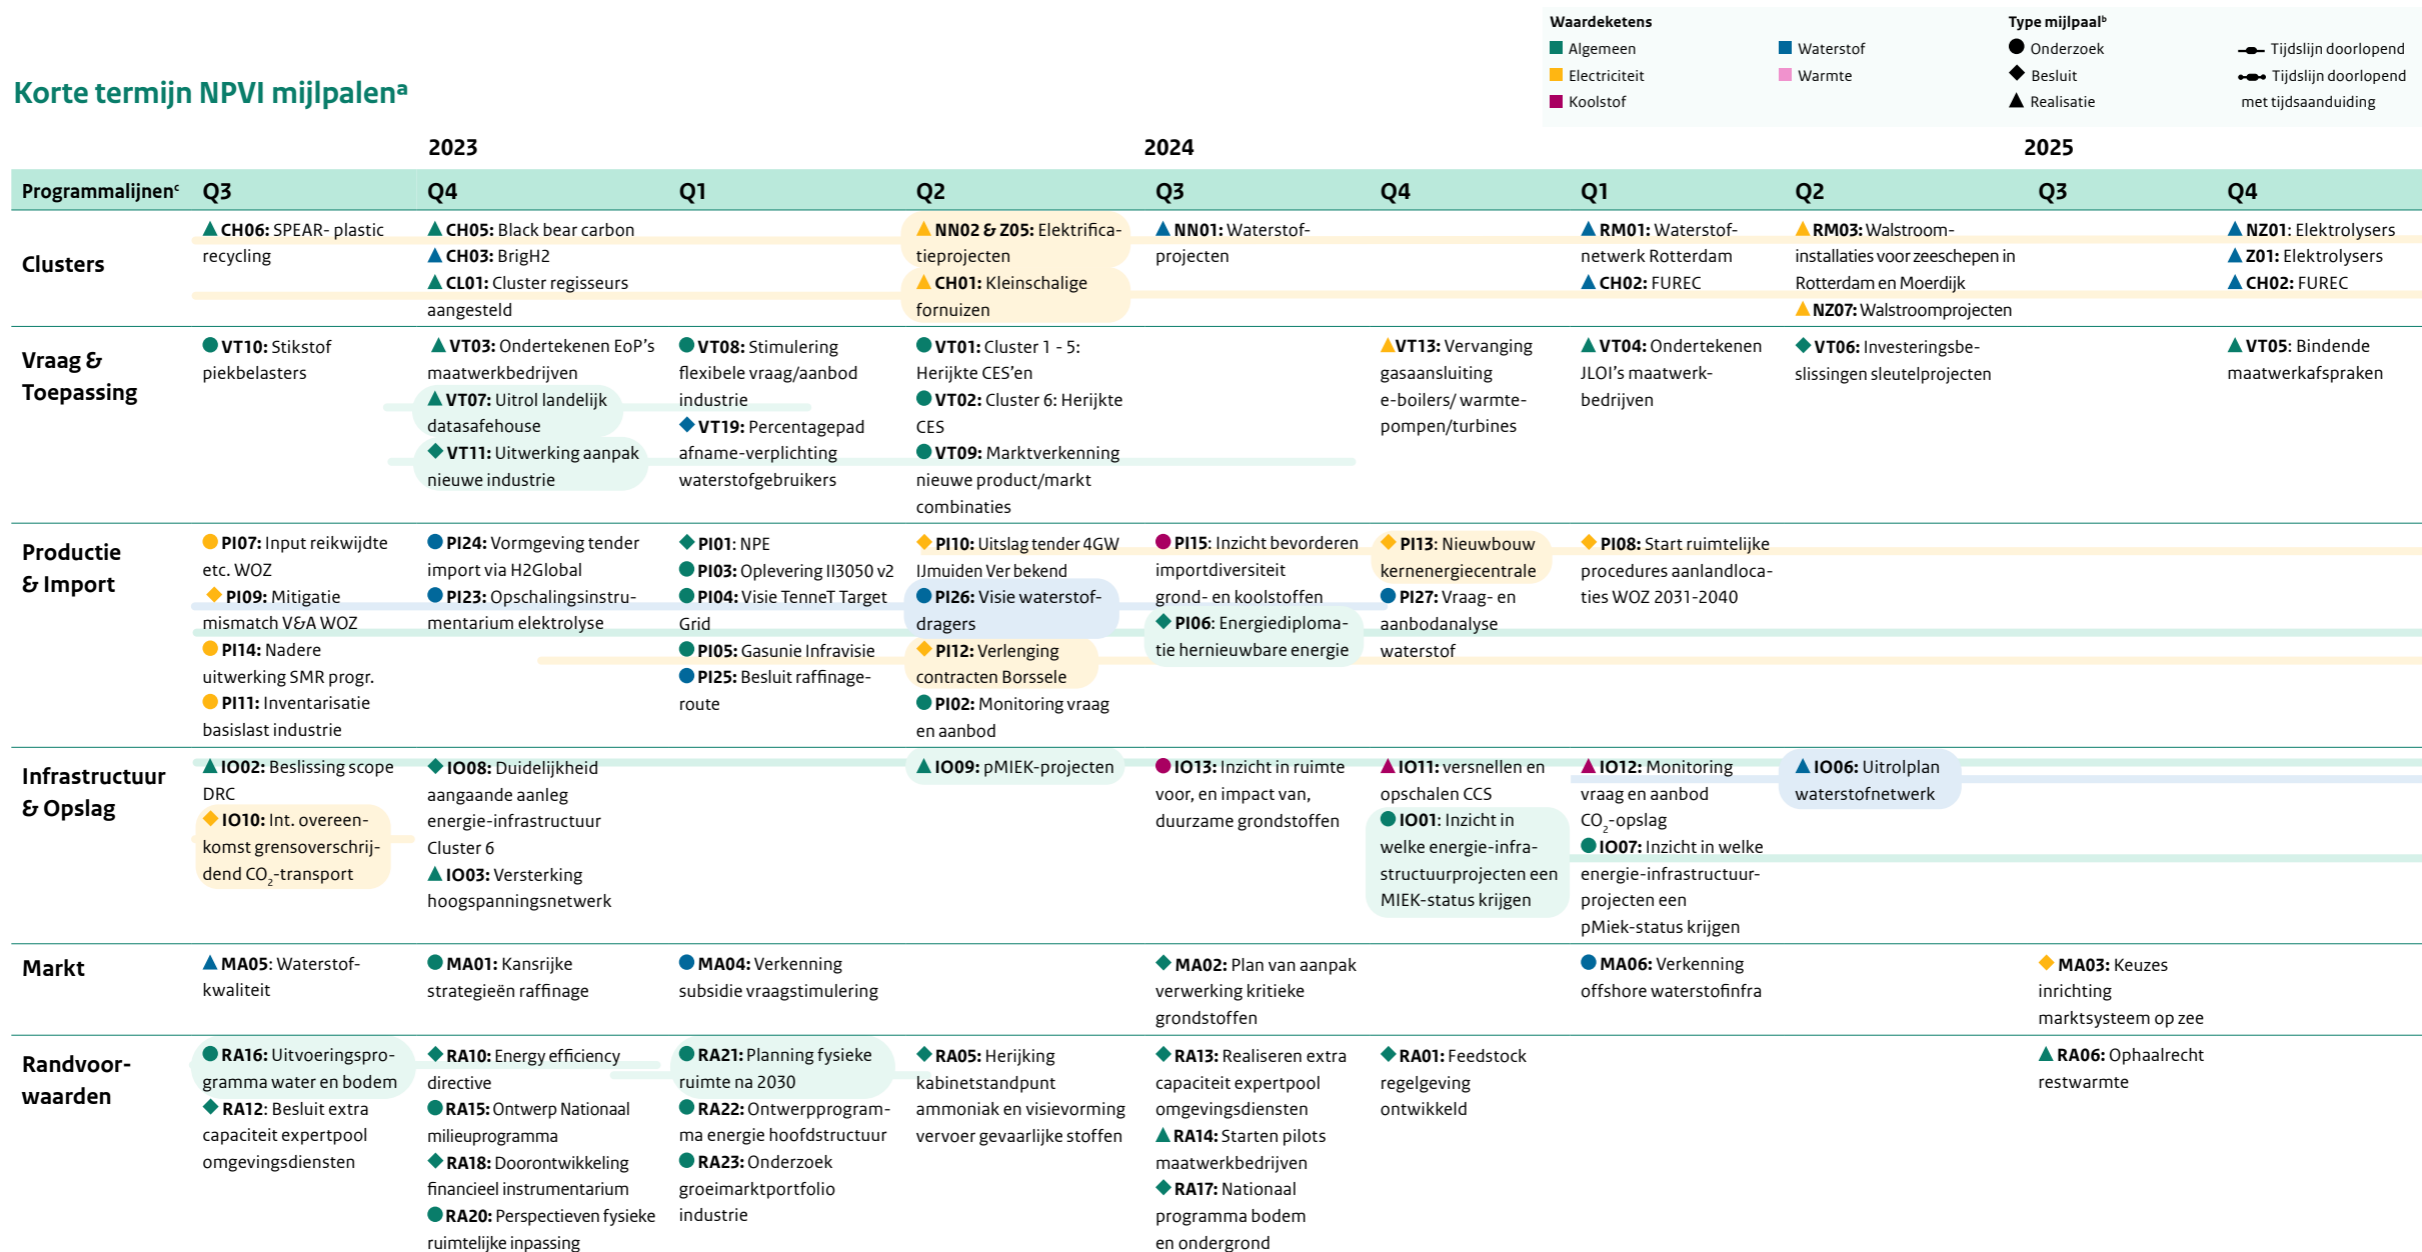 Waardeketens
Type mijlpaalᵇ
Algemeen
Waterstof
Onderzoek
Tijdslijn doorlopend
Electriciteit
Warmte
Besluit
Tijdslijn doorlopend
Koolstof
Realisatie
met tijdsaanduiding
Korte termijn NPVI mijlpalenᵃ
2023
2024
2025
Programmalijnenᶜ
Q3
Q4
Q1
Q2
Q3
Q4
Q1
Q2
Q3
Q4
Clusters
CH06: SPEAR- plastic
recycling
CH05: Black bear carbon
CH03: BrigH2
CL01: Cluster regisseurs
aangesteld
NN02 & Z05: Elektrifica-
tieprojecten
CH01: Kleinschalige
fornuizen
NN01: Waterstof-
projecten
RM01: Waterstof-
netwerk Rotterdam
CH02: FUREC
RM03: Walstroom-
installaties voor zeeschepen in
Rotterdam en Moerdijk
NZ07: Walstroomprojecten
NZ01: Elektrolysers
Z01: Elektrolysers
CH02: FUREC
Vraag &
Toepassing
VT10: Stikstof
piekbelasters
VT03: Ondertekenen EoP’s
maatwerkbedrijven
VT07: Uitrol landelijk
datasafehouse
VT11: Uitwerking aanpak
nieuwe industrie
VT08: Stimulering
flexibele vraag/aanbod
industrie
VT19: Percentagepad
afname-verplichting
waterstofgebruikers
VT01: Cluster 1 - 5:
Herijkte CES’en
VT02: Cluster 6: Herijkte
CES
VT09: Marktverkenning
nieuwe product/markt
combinaties
VT13: Vervanging
gasaansluiting
e-boilers/ warmte-
pompen/turbines
VT04: Ondertekenen
JLOI’s maatwerk-
bedrijven
VT06: Investeringsbe-
slissingen sleutelprojecten
VT05: Bindende
maatwerkafspraken
Productie
& Import
PI07: Input reikwijdte
etc. WOZ
PI09: Mitigatie
mismatch V&A WOZ
PI14: Nadere
uitwerking SMR progr.
PI11: Inventarisatie
basislast industrie
PI24: Vormgeving tender
import via H2Global
PI23: Opschalingsinstru-
mentarium elektrolyse
PI01: NPE
PI03: Oplevering II3050 v2
PI04: Visie TenneT Target
Grid
PI05: Gasunie Infravisie
PI25: Besluit raffinage-
route
PI10: Uitslag tender 4GW
IJmuiden Ver bekend
PI26: Visie waterstof-
dragers
PI12: Verlenging
contracten Borssele
PI02: Monitoring vraag
en aanbod
PI15: Inzicht bevorderen
importdiversiteit
grond- en koolstoffen
PI06: Energiediploma-
tie hernieuwbare energie
PI13: Nieuwbouw
kernenergiecentrale
PI27: Vraag- en
aanbodanalyse
waterstof
PI08: Start ruimtelijke
procedures aanlandloca-
ties WOZ 2031-2040
Infrastructuur
& Opslag
IO02: Beslissing scope
DRC
IO10: Int. overeen-
komst grensoverschrij-
dend CO₂-transport
IO08: Duidelijkheid
aangaande aanleg
energie-infrastructuur
Cluster 6
IO03: Versterking
hoogspanningsnetwerk
IO09: pMIEK-projecten
IO13: Inzicht in ruimte
voor, en impact van,
duurzame grondstoffen
IO11: versnellen en
opschalen CCS
IO01: Inzicht in
welke energie-infra-
structuurprojecten een
MIEK-status krijgen
IO12: Monitoring
vraag en aanbod
CO₂-opslag
IO07: Inzicht in welke
energie-infrastructuur-
projecten een
pMiek-status krijgen
IO06: Uitrolplan
waterstofnetwerk
Markt
MA05: Waterstof-
kwaliteit
MA01: Kansrijke
strategieën raffinage
MA04: Verkenning
subsidie vraagstimulering
MA02: Plan van aanpak
verwerking kritieke
grondstoffen
MA06: Verkenning
offshore waterstofinfra
MA03: Keuzes
inrichting
marktsysteem op zee
Randvoor-
waarden
RA16: Uitvoeringspro-
gramma water en bodem
RA12: Besluit extra
capaciteit expertpool
omgevingsdiensten
RA10: Energy efficiency
directive
RA15: Ontwerp Nationaal
milieuprogramma
RA18: Doorontwikkeling
financieel instrumentarium
RA20: Perspectieven fysieke
ruimtelijke inpassing
RA21: Planning fysieke
ruimte na 2030
RA22: Ontwerpprogram-
ma energie hoofdstructuur
RA23: Onderzoek
groeimarktportfolio
industrie
RA05: Herijking
kabinetstandpunt
ammoniak en visievorming
vervoer gevaarlijke stoffen
RA13: Realiseren extra
capaciteit expertpool
omgevingsdiensten
RA14: Starten pilots
maatwerkbedrijven
RA17: Nationaal
programma bodem
en ondergrond
RA01: Feedstock
regelgeving
ontwikkeld
RA06: Ophaalrecht
restwarmte